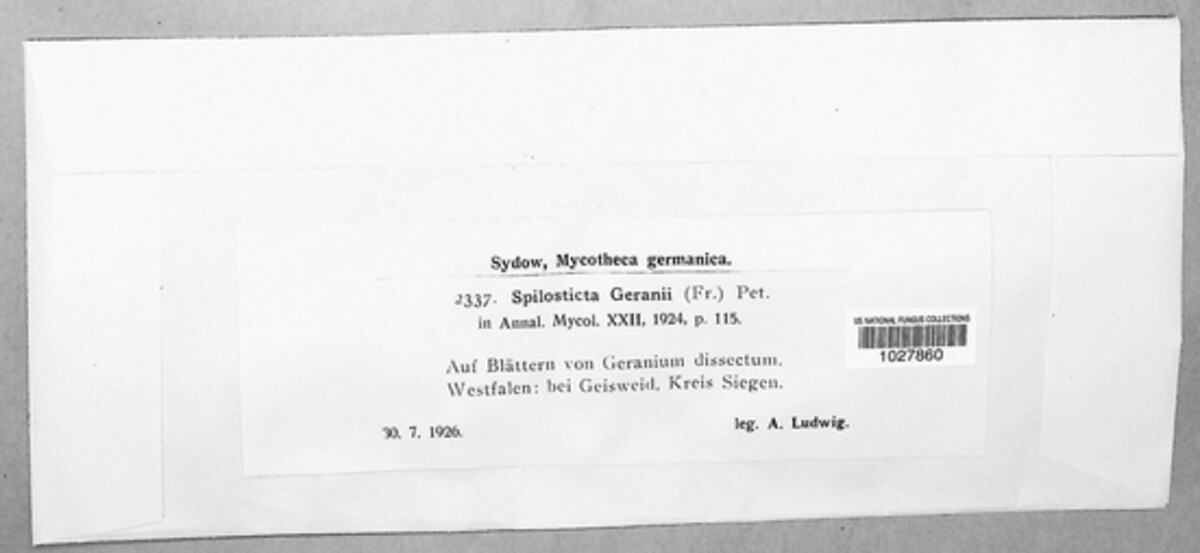 Sydow, Mycotheca germanica.
2337. Spilosticta Geranii (Fr.) Pet.
in Annal. Mycol. XXII, 1924, p. 115.
Auf Blättern von Geranium dissectum.
Westfalen: bei Geisweid, Kreis Siegen.
30. 7. 1926.
leg. A. Ludwig.
US NATIONAL FUNGUS COLLECTIONS
1027860